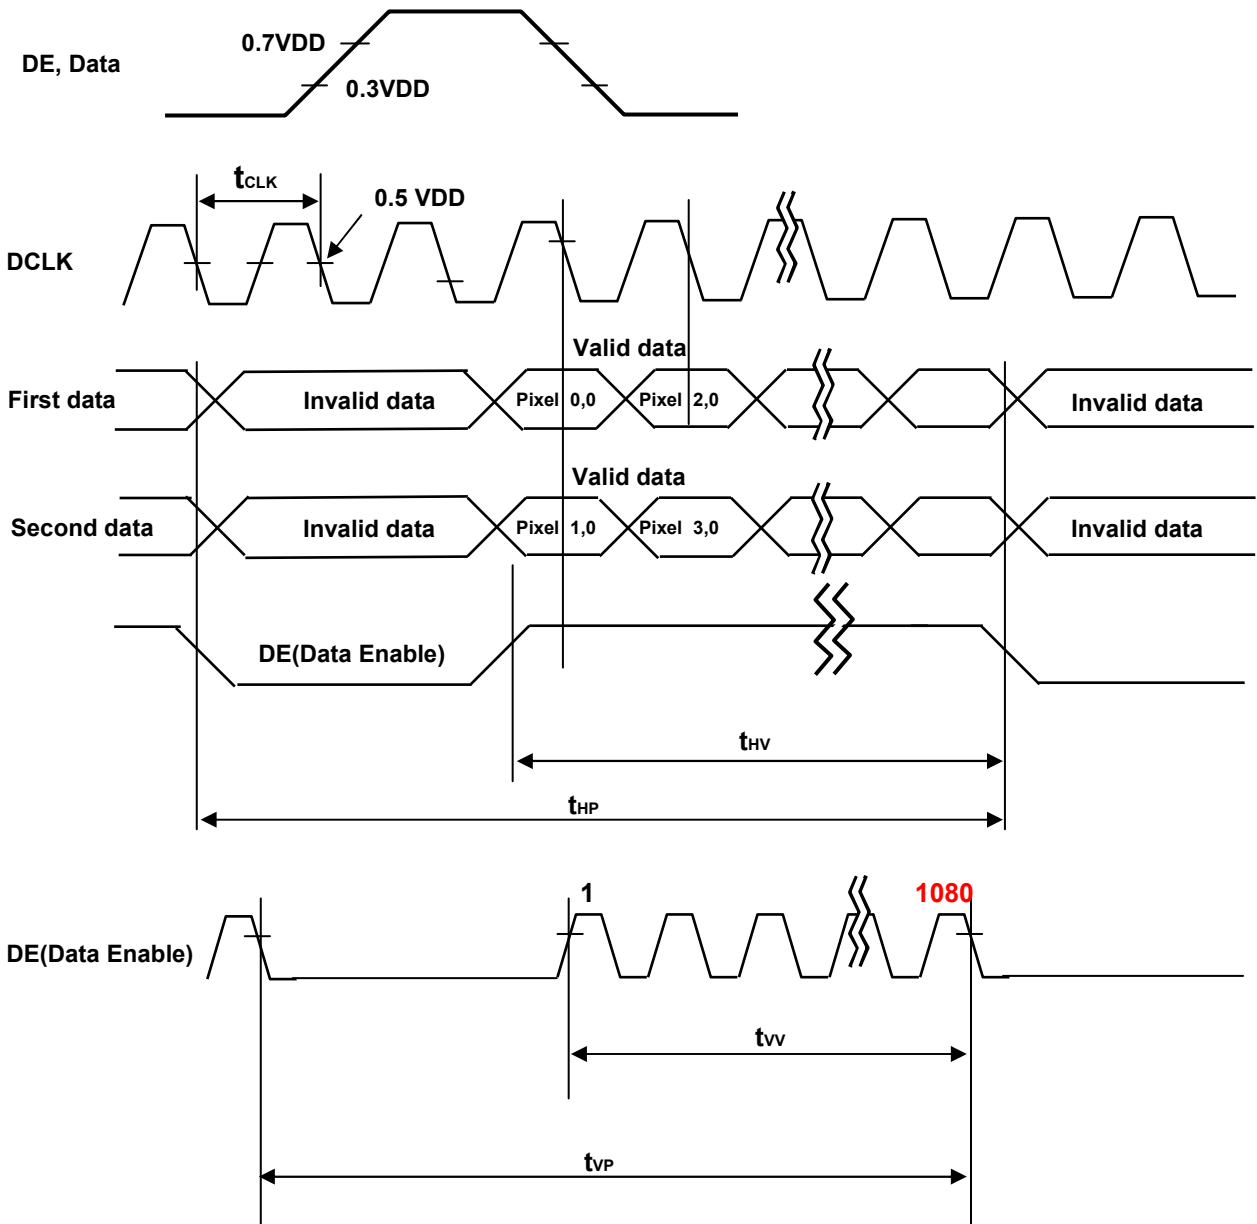 0.7VDD
DE, Data
0.3VDD
tCLK
0.5 VDD
DCLK
Valid data
First data
Invalid data
Pixel 0,0
Pixel 2,0
Invalid data
Valid data
Second data
Invalid data
Pixel 1,0
Pixel 3,0
Invalid data
DE(Data Enable)
tHV
tHP
1
1080
DE(Data Enable)
tVV
tVP